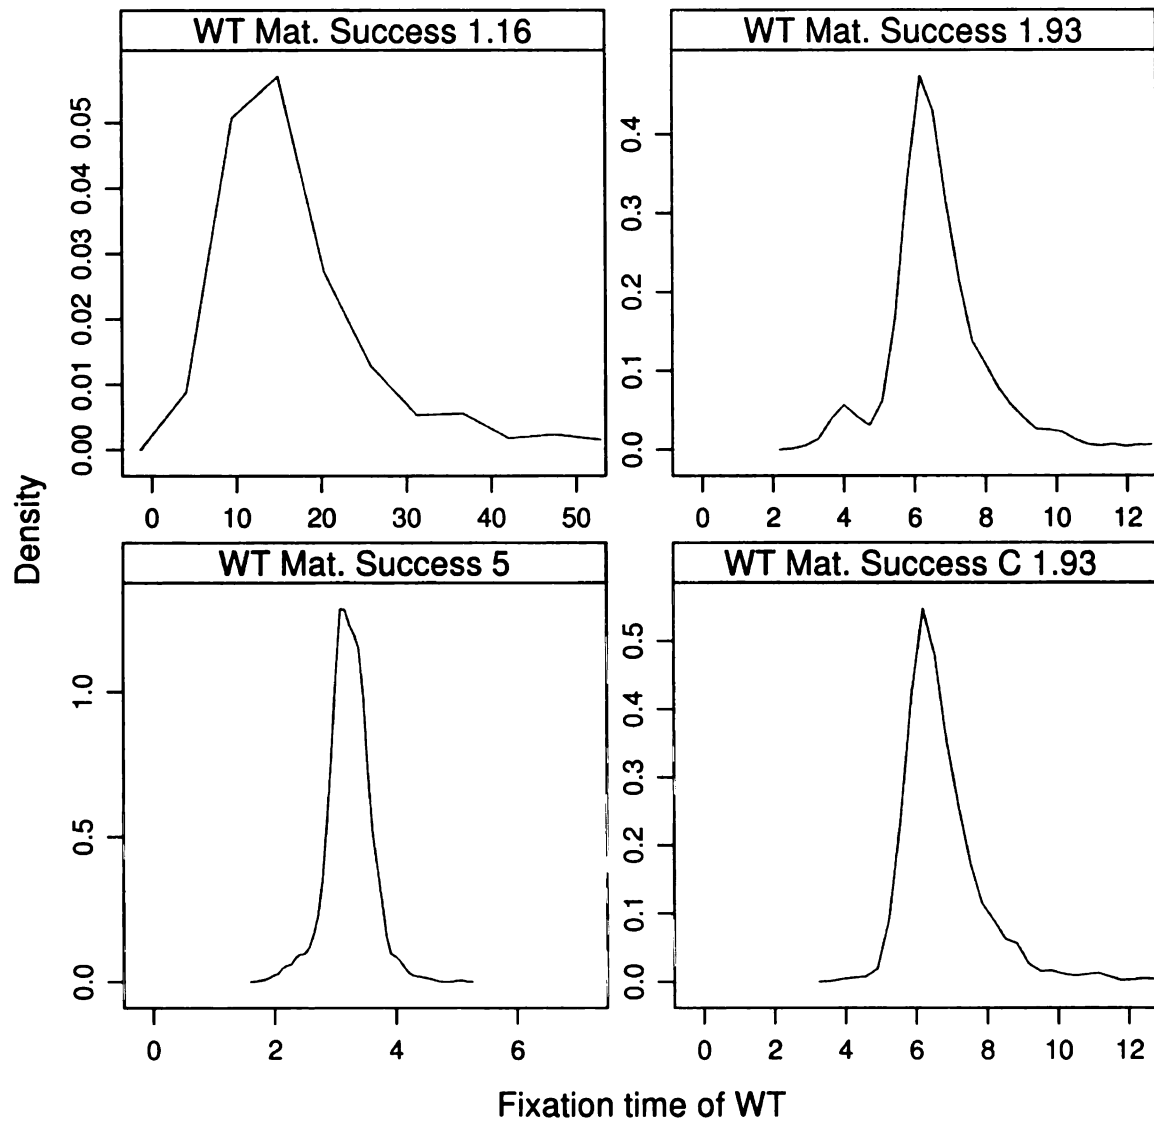 WT Mat. Success 1.16
0.00 0.01 0.02 0.03 0.04 0.05
0 10 20 30 40 50
WT Mat. Success 1.93
0.0 0.1 0.2 0.3 0.4
0 2 4 6 8 10 12
Density
WT Mat. Success 5
0.0 0.5 1.0
0 2 4 6
WT Mat. Success C 1.93
0.0 0.1 0.2 0.3 0.4 0.5
0 2 4 6 8 10 12
Fixation time of WT